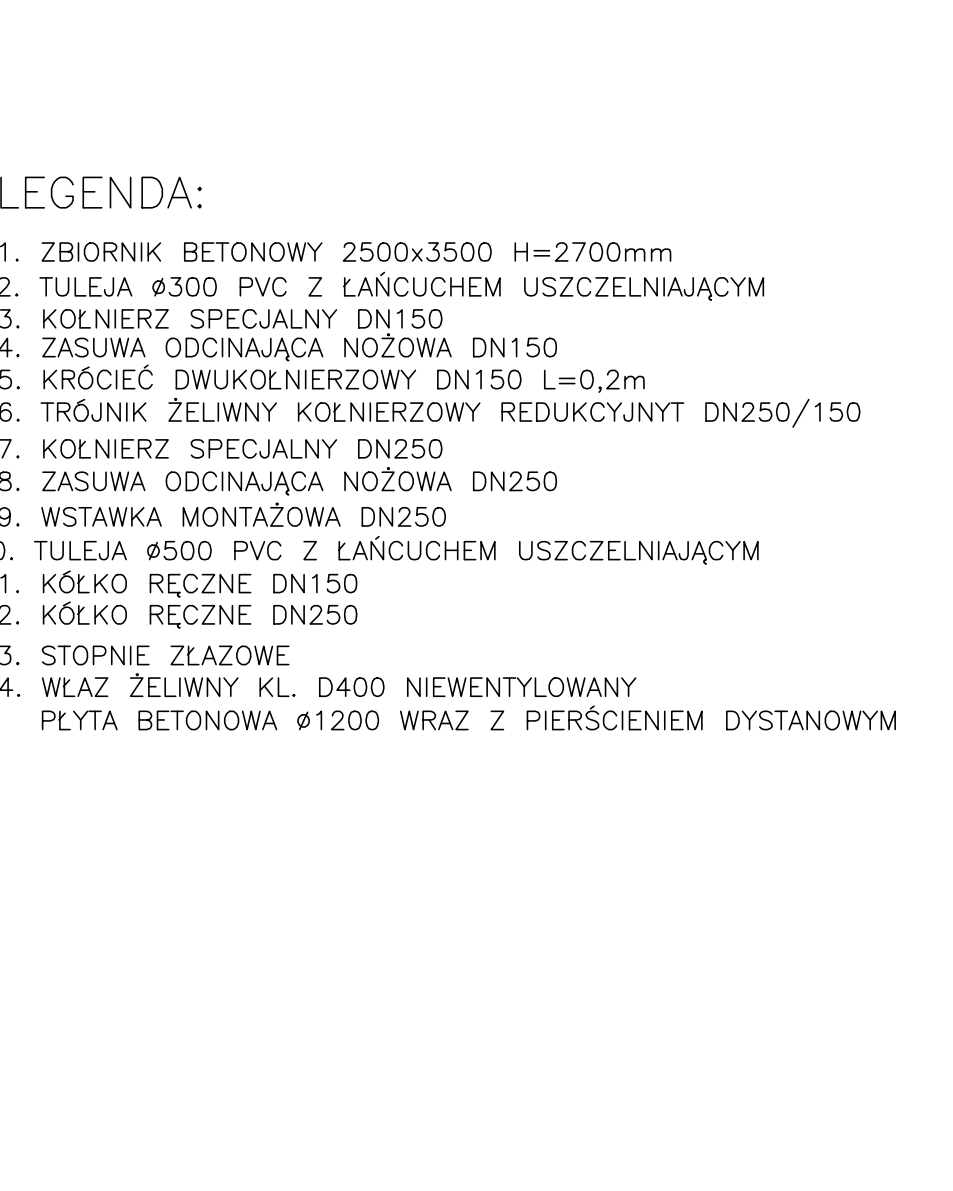 LEGENDA:
1. ZBIORNIK BETONOWY 2500x3500 H=2700mm
2. TULEJA ø300 PVC Z ŁAŃCUCHEM USZCZELNIAJĄCYM
3. KOŁNIERZ SPECJALNY DN150
4. ZASUWA ODCINAJĄCA NOŻOWA DN150
5. KRÓCIEĆ DWUKOŁNIERZOWY DN150 L=0,2m
6. TRÓJNIK ŻELIWNY KOŁNIERZOWY REDUKCYJNYT DN250/150
7. KOŁNIERZ SPECJALNY DN250
8. ZASUWA ODCINAJĄCA NOŻOWA DN250
9. WSTAWKA MONTAŻOWA DN250
0. TULEJA ø500 PVC Z ŁAŃCUCHEM USZCZELNIAJĄCYM
1. KÓŁKO RĘCZNE DN150
2. KÓŁKO RĘCZNE DN250
3. STOPNIE ZŁAZOWE
4. WŁAZ ŻELIWNY KL. D400 NIEWENTYLOWANY
PŁYTA BETONOWA ø1200 WRAZ Z PIERŚCIENIEM DYSTANOWYM